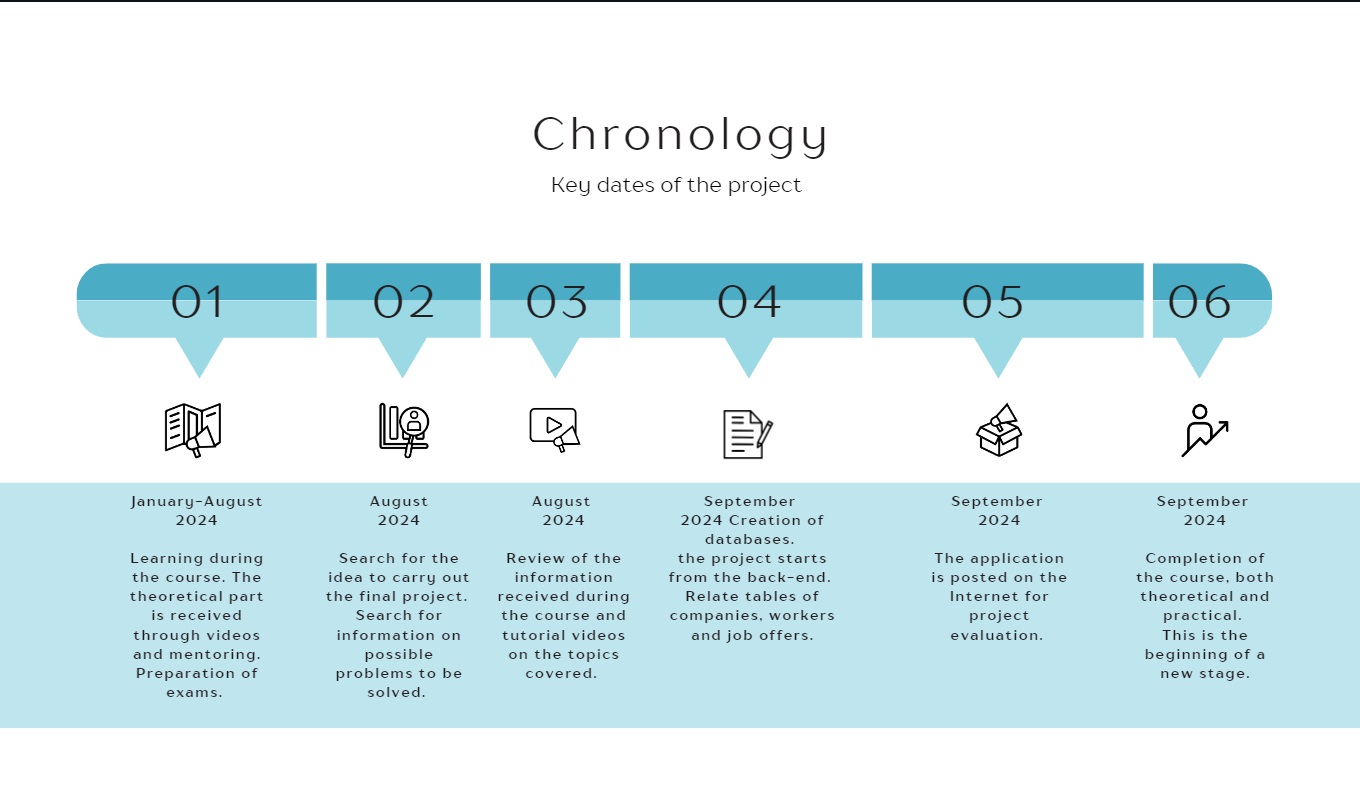 Chronology
Key dates of the project
01
02
03
04
05
06
January-August
2024
Learning during
the course. The
theoretical part
is received
through videos
and mentoring.
Preparation of
exams.
August
2024
Search for the
idea to carry out
the final project.
Search for
information on
possible
problems to be
solved.
August
2024
Review of the
information
received during
the course and
tutorial videos
on the topics
covered.
September
2024 Creation of
databases.
the project starts
from the back-end.
Relate tables of
companies, workers
and job offers.
September
2024
The application
is posted on the
Internet for
project
evaluation.
September
2024
Completion of
the course, both
theoretical and
practical.
This is the
beginning of a
new stage.